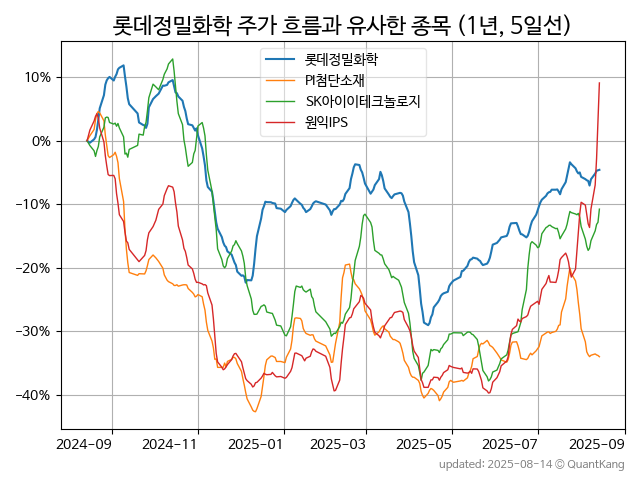 롯데정밀화학 주가 흐름과 유사한 종목 (1년, 5일선)
롯데정밀화학
PI첨단소재
SK아이이테크놀로지
원익IPS
10%
0%
−10%
−20%
−30%
−40%
2024-09 2024-11 2025-01 2025-03 2025-05 2025-07 2025-09
updated: 2025-08-14 © QuantKang